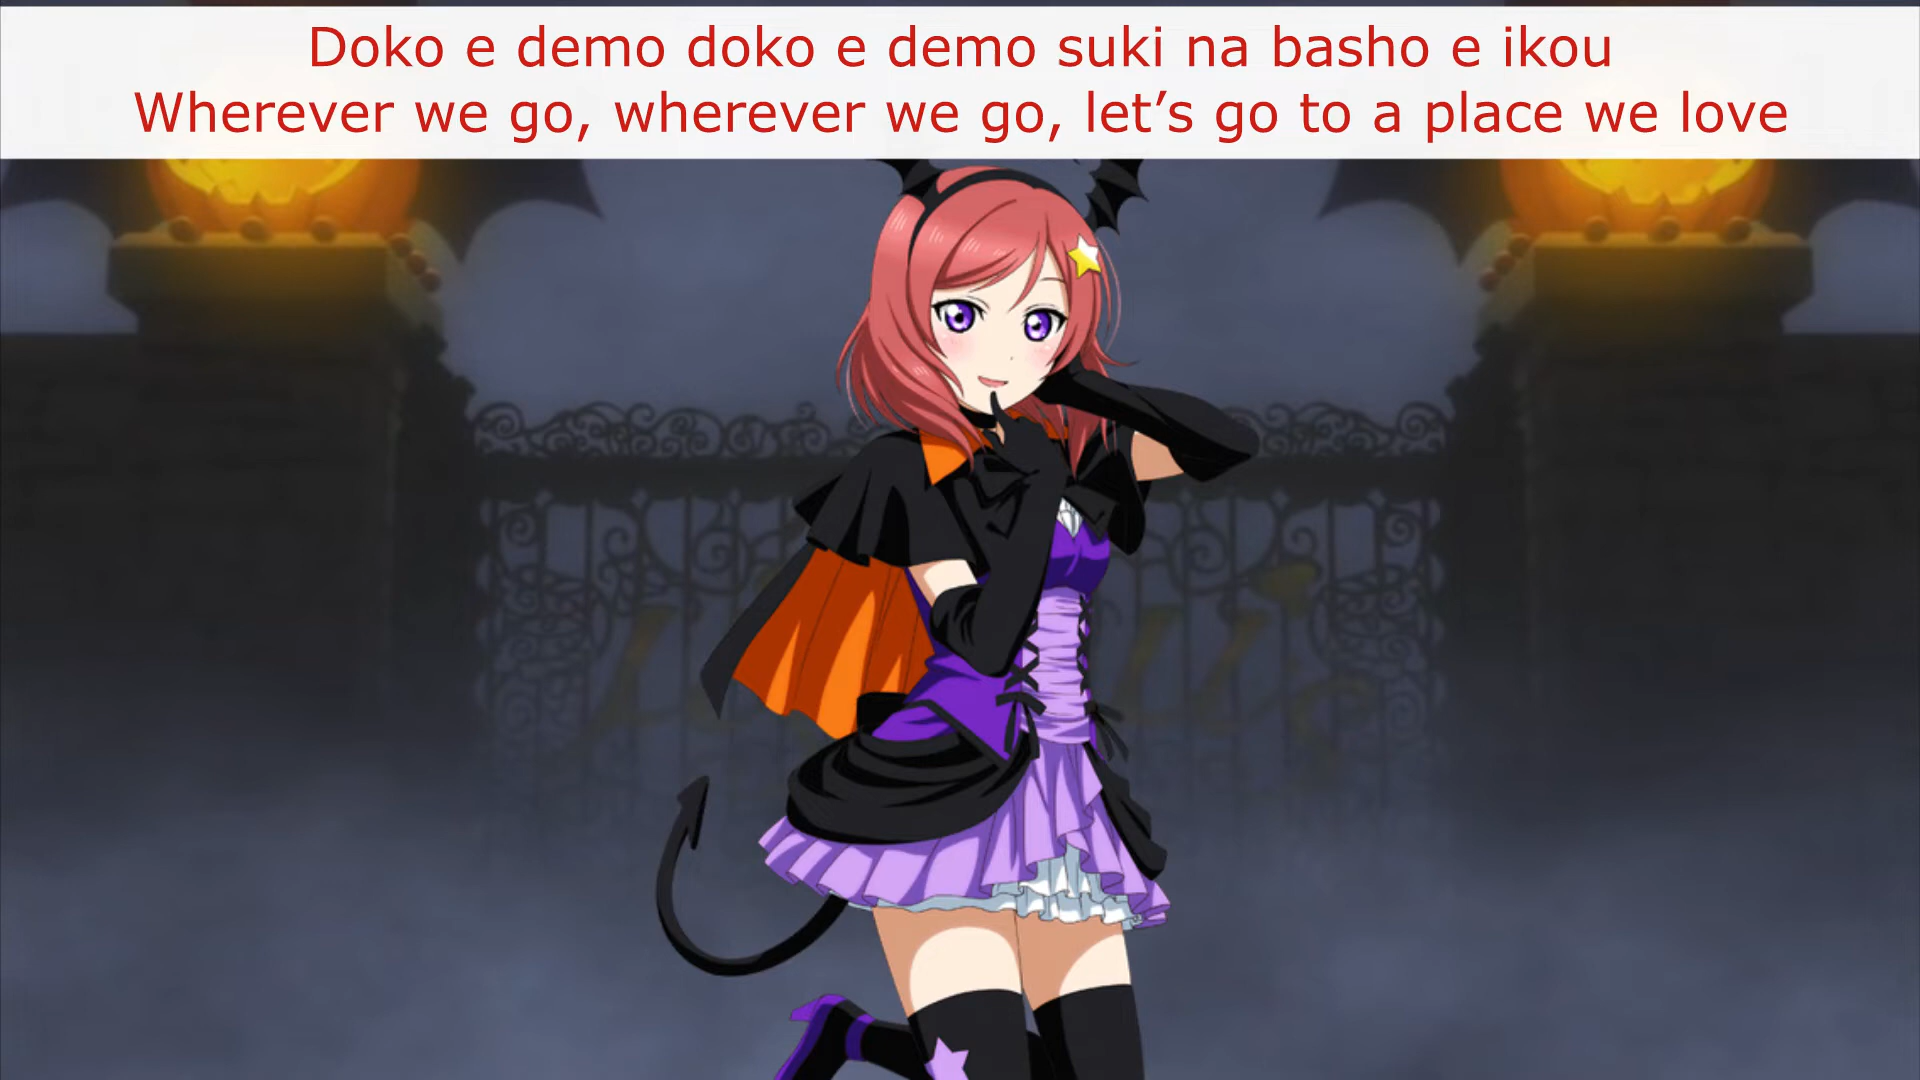 Doko e demo doko e demo suki na basho e ikou
Wherever we go, wherever we go, let’s go to a place we love